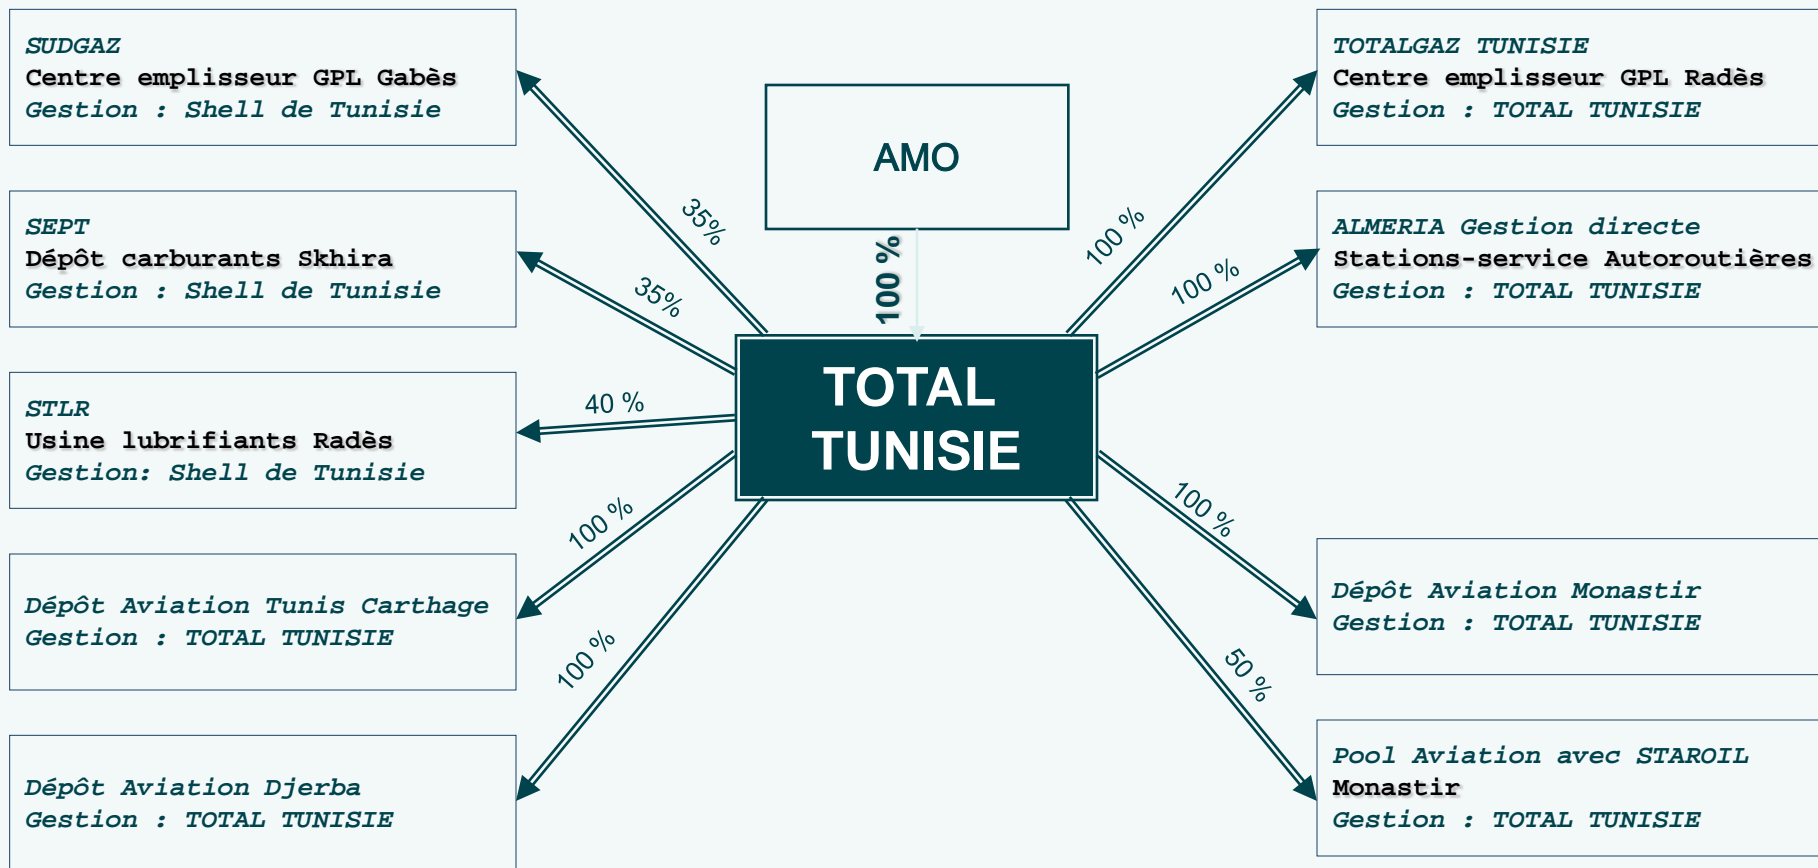 SUDGAZ
Centre emplisseur GPL Gabès
Gestion : Shell de Tunisie
SEPT
Dépôt carburants Skhira
Gestion : Shell de Tunisie
STLR
Usine lubrifiants Radès
Gestion: Shell de Tunisie
Dépôt Aviation Tunis Carthage
Gestion : TOTAL TUNISIE
Dépôt Aviation Djerba
Gestion : TOTAL TUNISIE
35%
35%
40 %
100 %
100 %
AMO
100 %
TOTAL
TUNISIE
100 %
100 %
100 %
50 %
TOTALGAZ TUNISIE
Centre emplisseur GPL Radès
Gestion : TOTAL TUNISIE
ALMERIA Gestion directe
Stations-service Autoroutières
Gestion : TOTAL TUNISIE
Dépôt Aviation Monastir
Gestion : TOTAL TUNISIE
Pool Aviation avec STAROIL
Monastir
Gestion : TOTAL TUNISIE